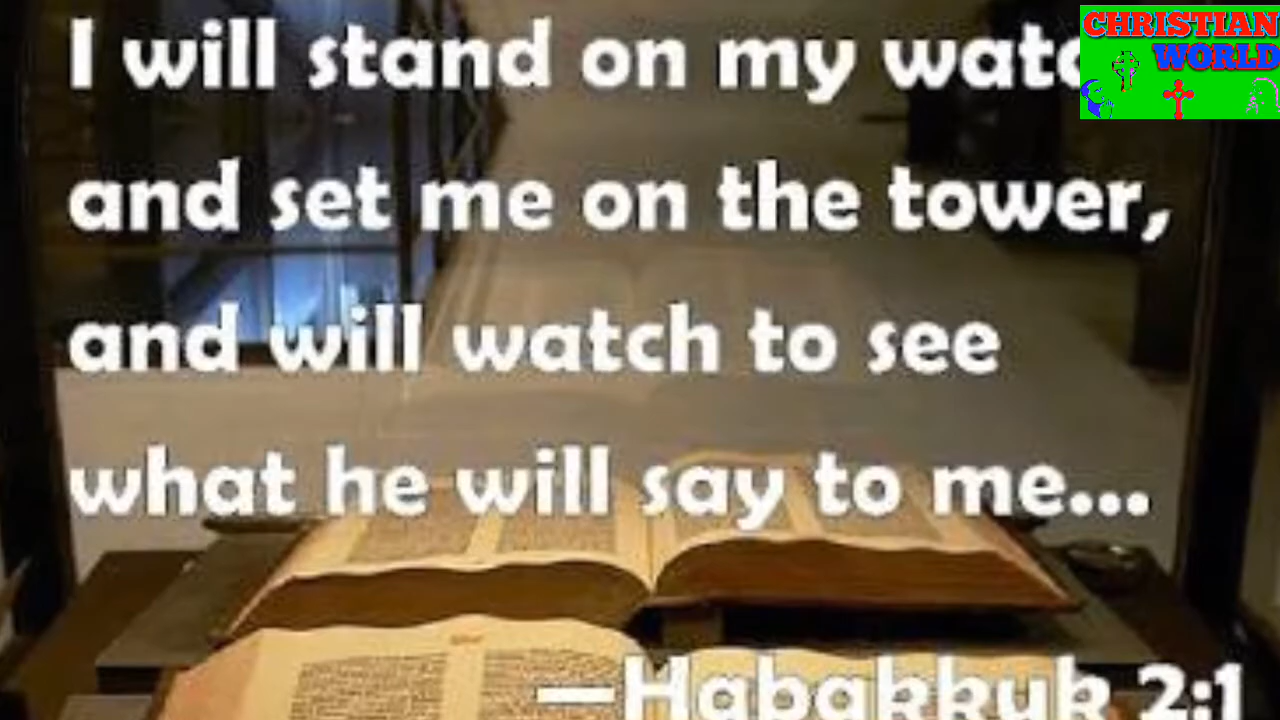 I will stand on my watc
CHRISTIAN
WORLD
and set me on the tower,
and will watch to see
what he will say to me...
—Habakkuk 2:1